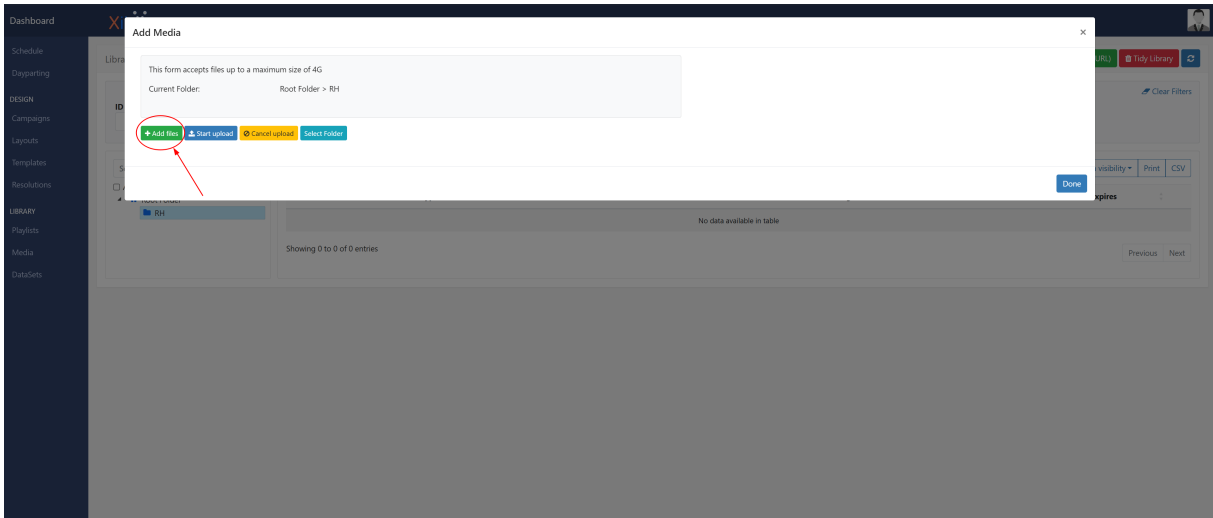 Dashboard
Add Media
×
Schedule
Dayparting
DESIGN
Campaigns
Layouts
Templates
Resolutions
LIBRARY
Playlists
Media
DataSets
This form accepts files up to a maximum size of 4G
Current Folder: Root Folder > RH
Add files Start upload Cancel upload Select Folder
Done
URL) Tidy Library
Clear Filters
ID
visibility Print CSV
Root Folder
RH
xpires
No data available in table
Showing 0 to 0 of 0 entries
Previous Next